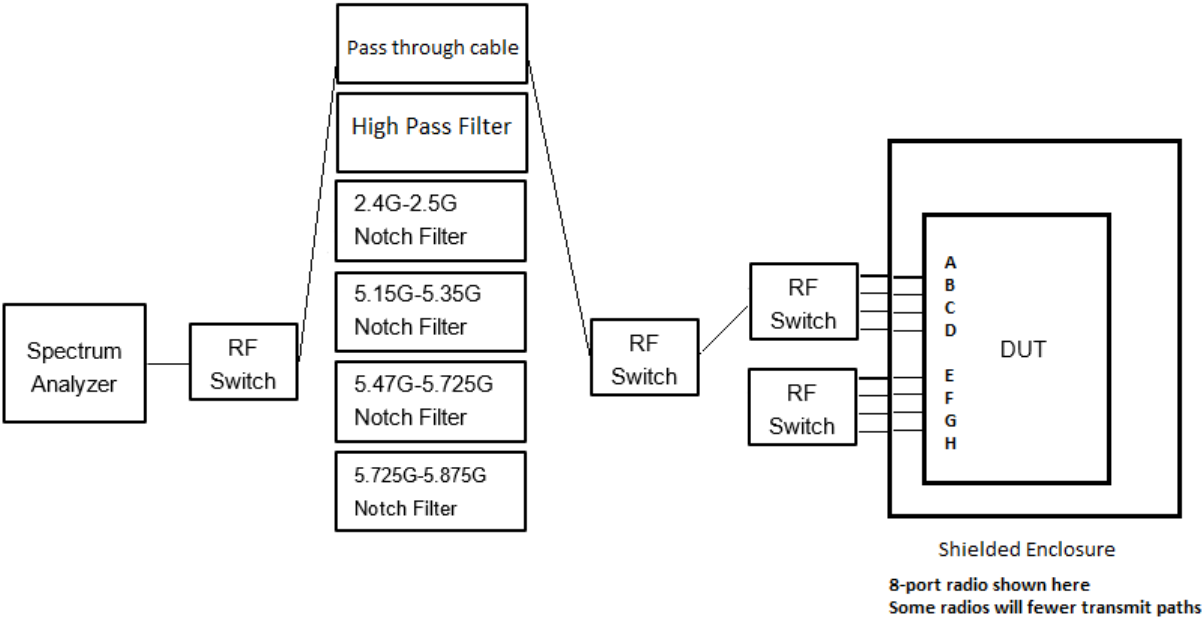 Pass through cable
High Pass Filter
2.4G-2.5G
Notch Filter
5.15G-5.35G
Notch Filter
5.47G-5.725G
Notch Filter
5.725G-5.875G
Notch Filter
Spectrum
Analyzer
RF
Switch
RF
Switch
RF
Switch
RF
Switch
A
B
C
D
E
F
G
H
DUT
Shielded Enclosure
8-port radio shown here
Some radios will fewer transmit paths